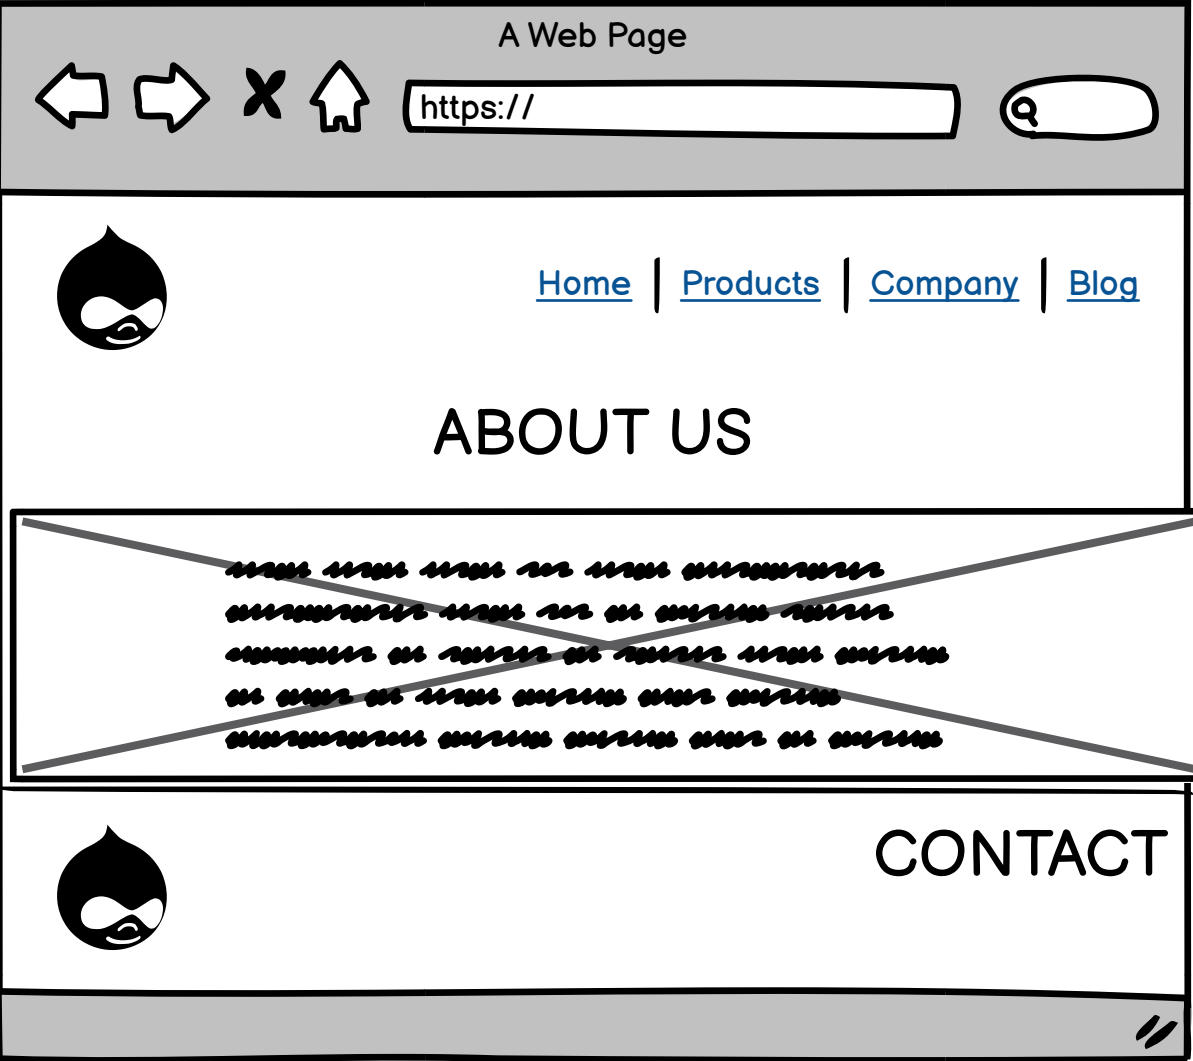 A Web Page
https://
Home | Products | Company | Blog
ABOUT US
CONTACT